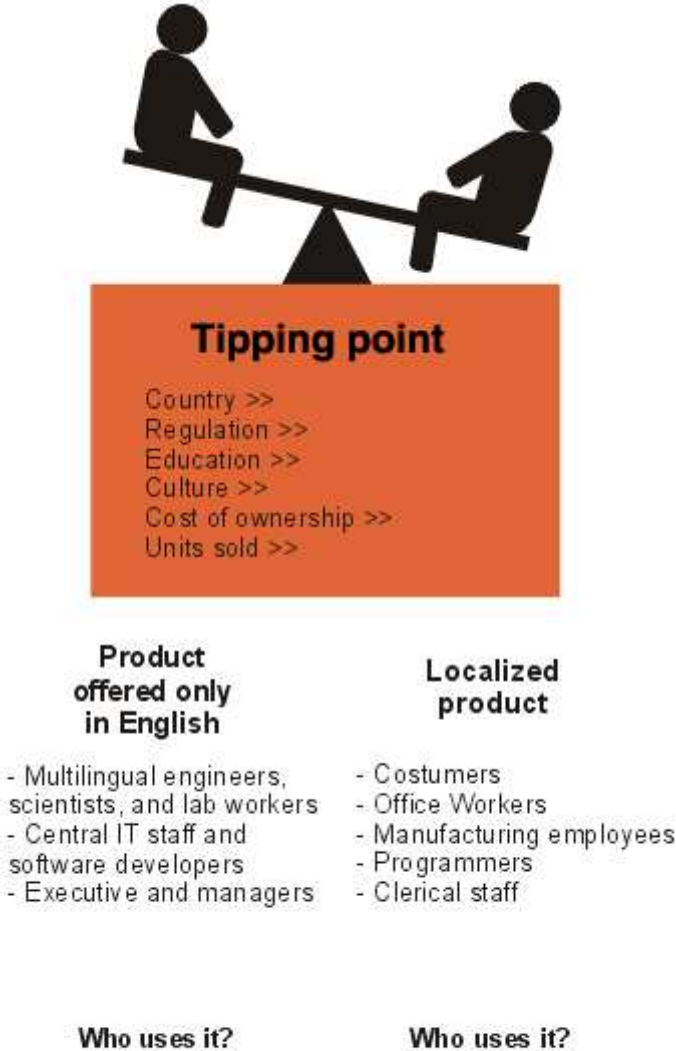 Tipping point
Country >>
Regulation >>
Education >>
Culture >>
Cost of ownership >>
Units sold >>
Product
offered only
in English
- Multilingual engineers,
scientists, and lab workers
- Central IT staff and
software developers
- Executive and managers
Who uses it?
Localized
product
- Costumers
- Office Workers
- Manufacturing employees
- Programmers
- Clerical staff
Who uses it?